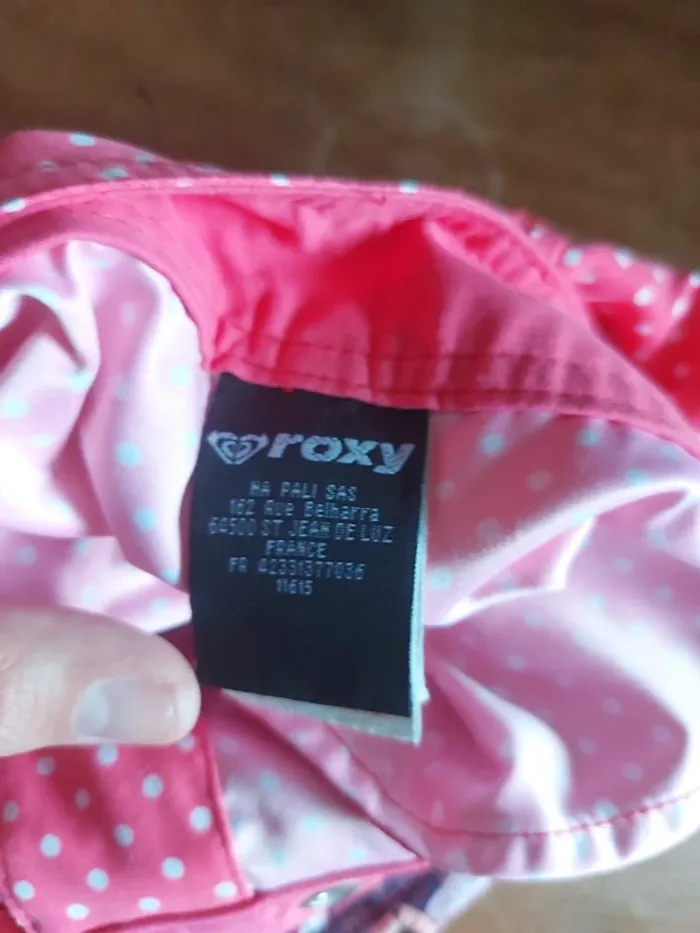 roxy
NA PALI SAS
162 Rue Belharra
64500 ST JEAN DE LUZ
FRANCE
FR 42331377036
11615